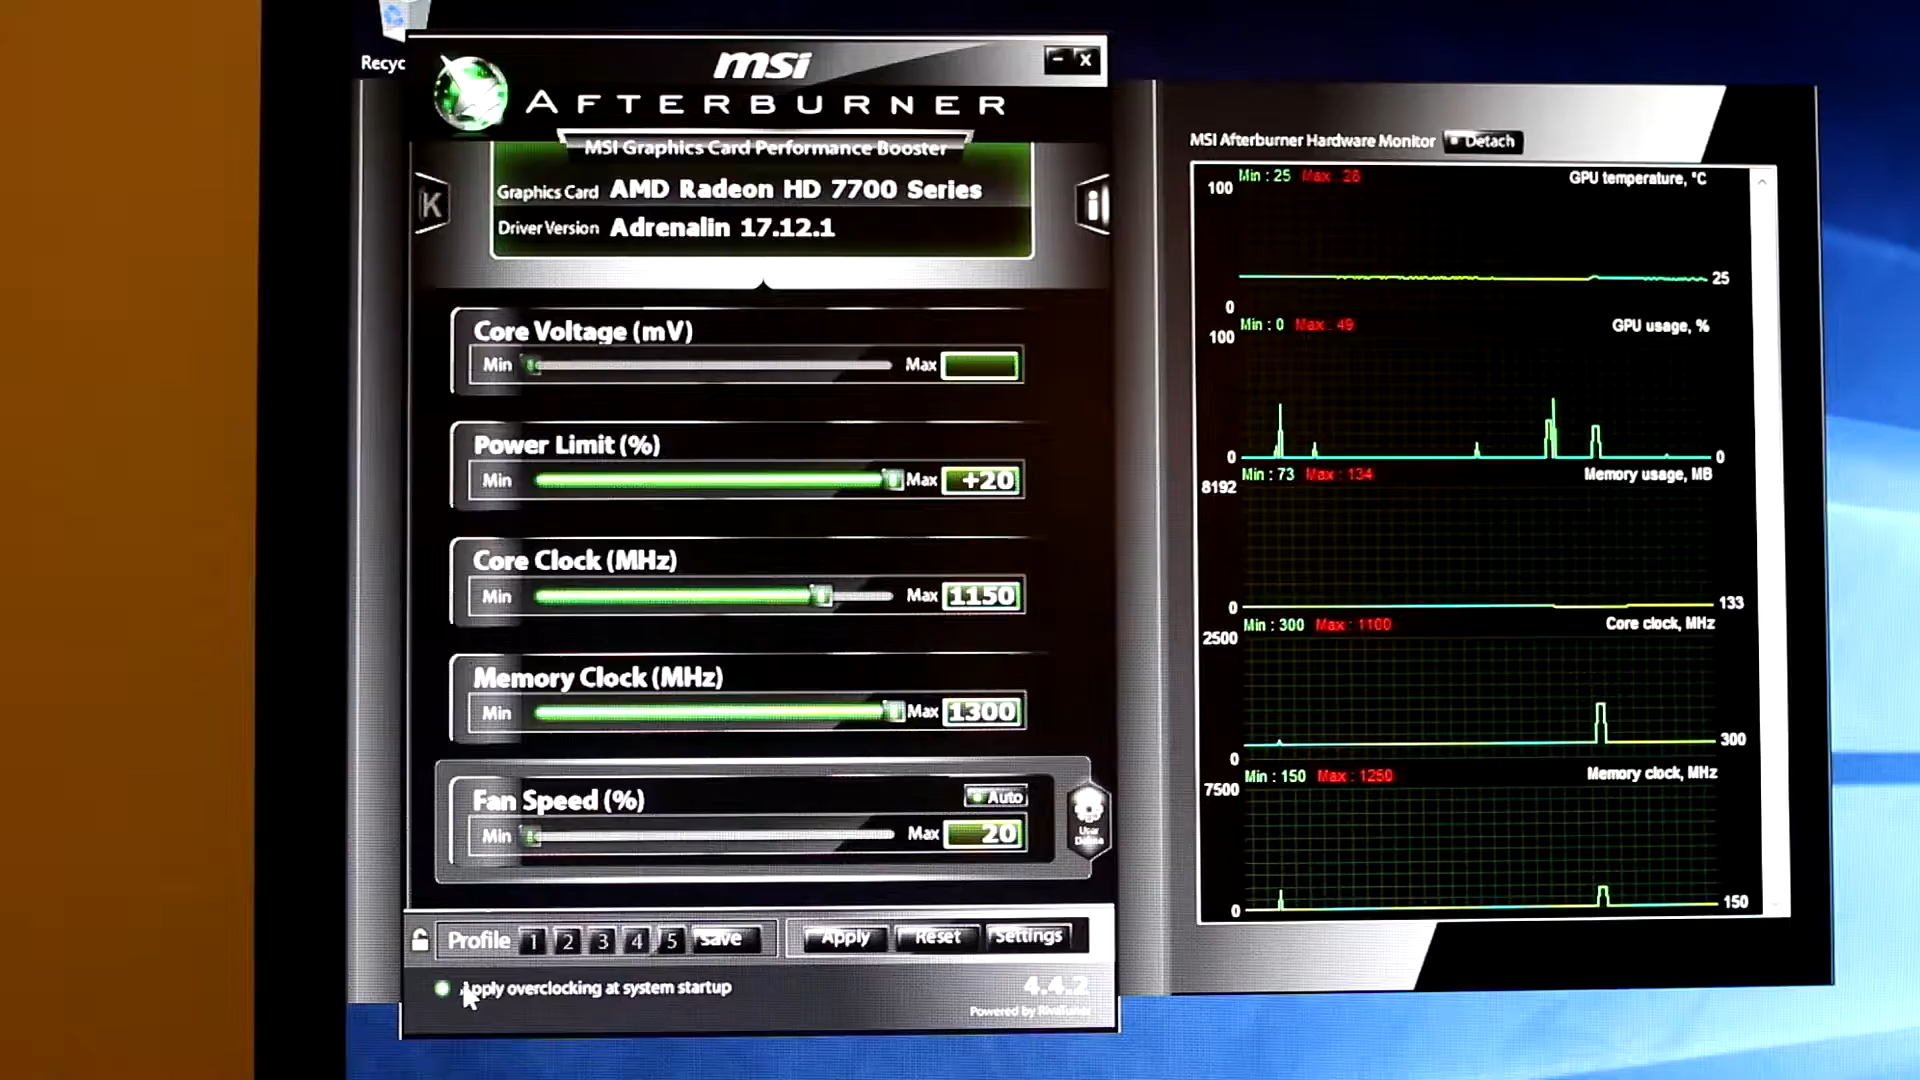 Recyc
msi
AFTERBURNER
MSI Graphics Card Performance Booster
K
i
Graphics Card AMD Radeon HD 7700 Series
Driver Version Adrenalin 17.12.1
Core Voltage (mV)
Min Max
Power Limit (%)
Min Max +20
Core Clock (MHz)
Min Max 1150
Memory Clock (MHz)
Min Max 1300
Fan Speed (%) Auto
Min Max 20
User Define
Profile 1 2 3 4 5 Save Apply Reset Settings
Apply overclocking at system startup
4.4.2
Powered by RivaTuner
MSI Afterburner Hardware Monitor Detach
100 Min : 25 Max : 28 GPU temperature, °C
25
0
100 Min : 0 Max : 49 GPU usage, %
0 0
8192 Min : 73 Max : 134 Memory usage, MB
0 133
2500 Min : 300 Max : 1100 Core clock, MHz
0 300
7500 Min : 150 Max : 1250 Memory clock, MHz
0 150